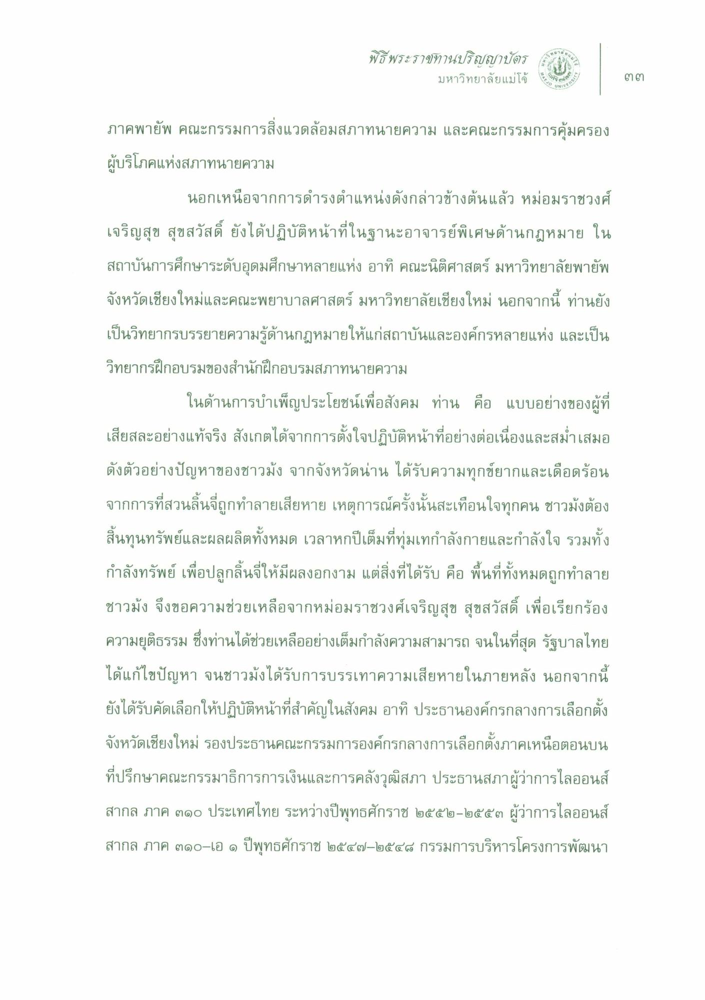 พิธีพระราชทานปริญญาบัตร
มหาวิทยาลัยแม่โจ้
มหาวิทยาลัยแม่โจ้
MAEJO UNIVERSITY
๓๓
ภาคพายัพ คณะกรรมการสิ่งแวดล้อมสภาทนายความ และคณะกรรมการคุ้มครอง
ผู้บริโภคแห่งสภาทนายความ
นอกเหนือจากการดำรงตำแหน่งดังกล่าวข้างต้นแล้ว หม่อมราชวงศ์
เจริญสุข สุขสวัสดิ์ ยังได้ปฏิบัติหน้าที่ในฐานะอาจารย์พิเศษด้านกฎหมาย ใน
สถาบันการศึกษาระดับอุดมศึกษาหลายแห่ง อาทิ คณะนิติศาสตร์ มหาวิทยาลัยพายัพ
จังหวัดเชียงใหม่และคณะพยาบาลศาสตร์ มหาวิทยาลัยเชียงใหม่ นอกจากนี้ ท่านยัง
เป็นวิทยากรบรรยายความรู้ด้านกฎหมายให้แก่สถาบันและองค์กรหลายแห่ง และเป็น
วิทยากรฝึกอบรมของสำนักฝึกอบรมสภาทนายความ
ในด้านการบำเพ็ญประโยชน์เพื่อสังคม ท่าน คือ แบบอย่างของผู้ที่
เสียสละอย่างแท้จริง สังเกตได้จากการตั้งใจปฏิบัติหน้าที่อย่างต่อเนื่องและสม่ำเสมอ
ดังตัวอย่างปัญหาของชาวม้ง จากจังหวัดน่าน ได้รับความทุกข์ยากและเดือดร้อน
จากการที่สวนลิ้นจี่ถูกทำลายเสียหาย เหตุการณ์ครั้งนั้นสะเทือนใจทุกคน ชาวม้งต้อง
สิ้นทุนทรัพย์และผลผลิตทั้งหมด เวลาหกปีเต็มที่ทุ่มเทกำลังกายและกำลังใจ รวมทั้ง
กำลังทรัพย์ เพื่อปลูกลิ้นจี่ให้มีผลงอกงาม แต่สิ่งที่ได้รับ คือ พื้นที่ทั้งหมดถูกทำลาย
ชาวม้ง จึงขอความช่วยเหลือจากหม่อมราชวงศ์เจริญสุข สุขสวัสดิ์ เพื่อเรียกร้อง
ความยุติธรรม ซึ่งท่านได้ช่วยเหลืออย่างเต็มกำลังความสามารถ จนในที่สุด รัฐบาลไทย
ได้แก้ไขปัญหา จนชาวม้งได้รับการบรรเทาความเสียหายในภายหลัง นอกจากนี้
ยังได้รับคัดเลือกให้ปฏิบัติหน้าที่สำคัญในสังคม อาทิ ประธานองค์กรกลางการเลือกตั้ง
จังหวัดเชียงใหม่ รองประธานคณะกรรมการองค์กรกลางการเลือกตั้งภาคเหนือตอนบน
ที่ปรึกษาคณะกรรมาธิการการเงินและการคลังวุฒิสภา ประธานสภาผู้ว่าการไลออนส์
สากล ภาค ๓๑๐ ประเทศไทย ระหว่างปีพุทธศักราช ๒๕๕๒-๒๕๕๓ ผู้ว่าการไลออนส์
สากล ภาค ๓๑๐–เอ ๑ ปีพุทธศักราช ๒๕๔๗–๒๕๔๘ กรรมการบริหารโครงการพัฒนา